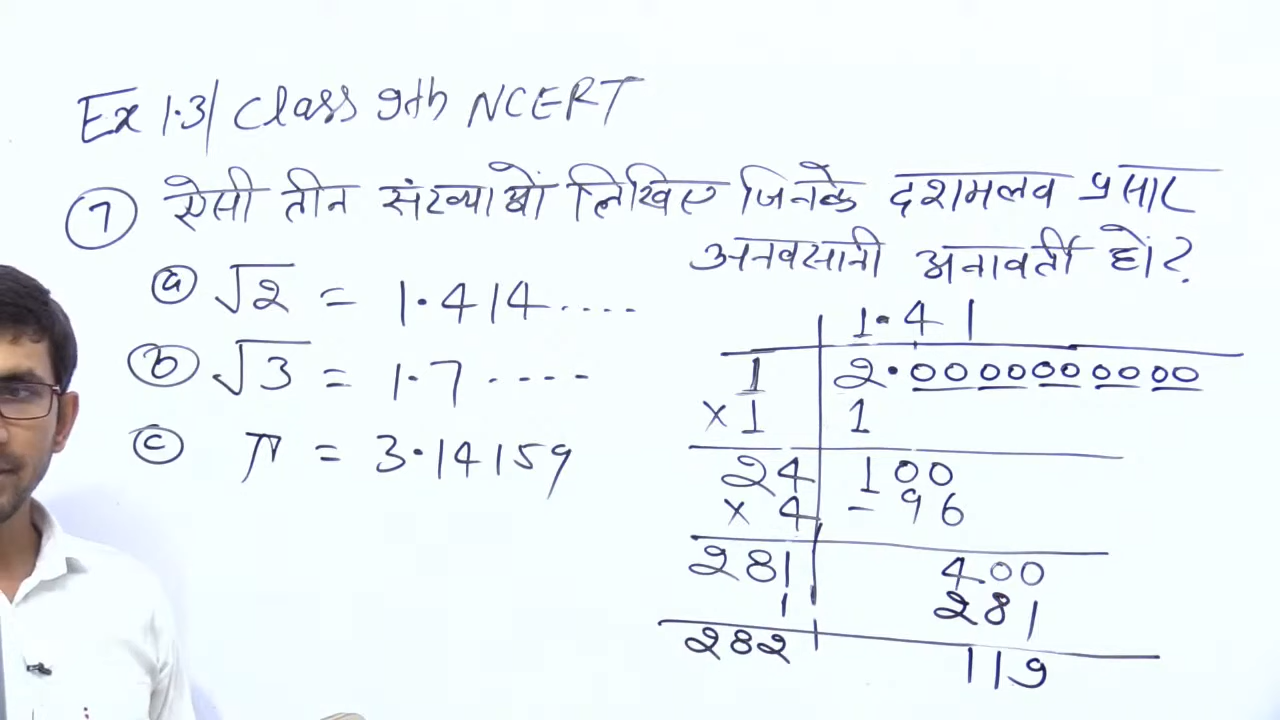 Ex 1.3/ Class 9th NCERT
⑦ ऐसी तीन संख्याओं लिखिए जिनके दशमलव प्रसार
अनवसानी अनावर्ती हों?
ⓐ √2 = 1.414....
ⓑ √3 = 1.7....
ⓒ π = 3.14159
1.41
1 2.0000000000
×1 1
24 100
× 4 - 96
281 400
1 281
282 119